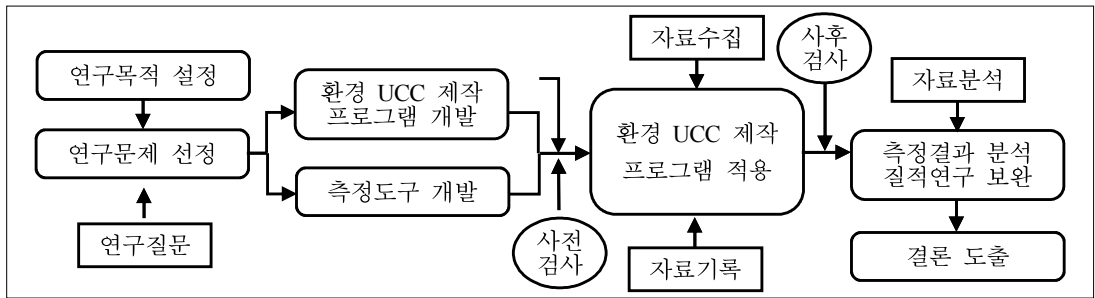 연구목적 설정
연구문제 선정
연구질문
환경 UCC 제작
프로그램 개발
측정도구 개발
사전
검사
자료수집
환경 UCC 제작
프로그램 적용
자료기록
사후
검사
자료분석
측정결과 분석
질적연구 보완
결론 도출